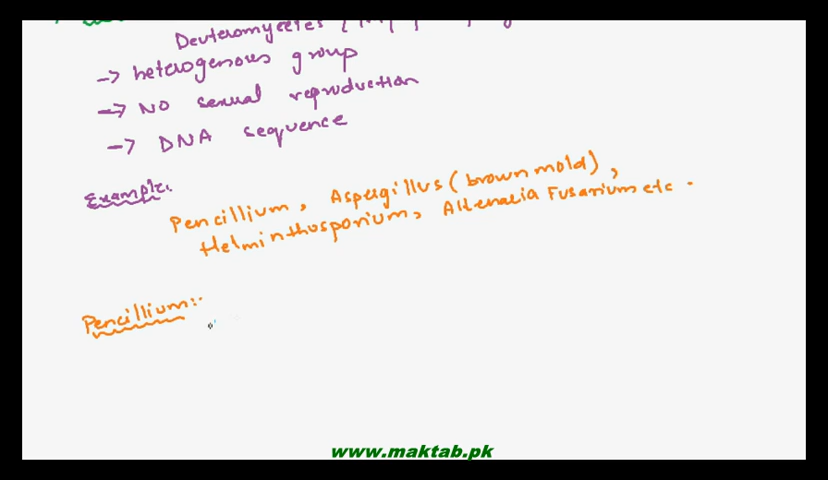 Deuteromycetes
-> heterogenous group
-> NO sexual reproduction
-> DNA sequence
Example:
Pencillium, Aspergillus (brown mold),
Helminthosporium, Alternaria Fusarium etc.
Pencillium:-
www.maktab.pk